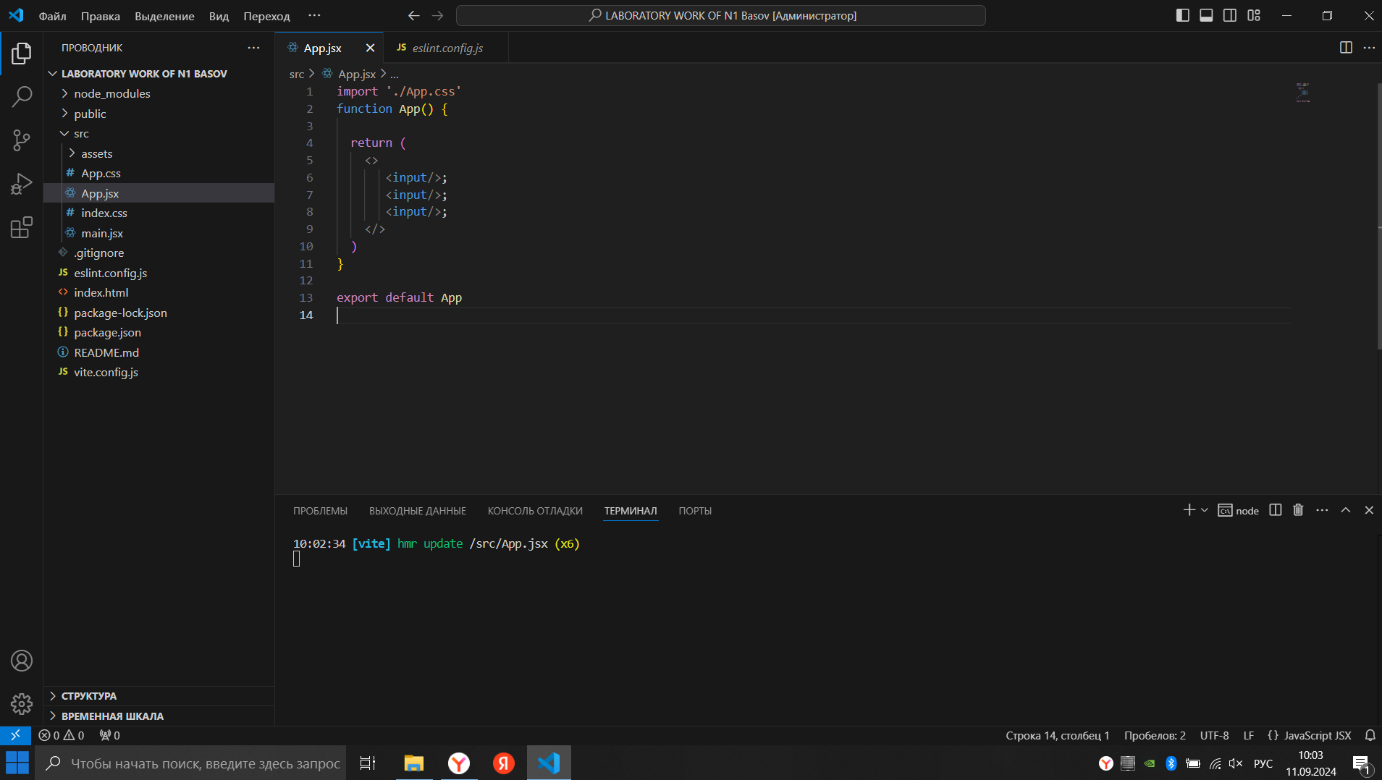 Файл Правка Выделение Вид Переход ···
LABORATORY WORK OF N1 Basov [Администратор]
ПРОВОДНИК ···
LABORATORY WORK OF N1 BASOV
node_modules
public
src
assets
# App.css
App.jsx
# index.css
main.jsx
.gitignore
JS eslint.config.js
<> index.html
{} package-lock.json
{} package.json
README.md
JS vite.config.js
СТРУКТУРА
ВРЕМЕННАЯ ШКАЛА
App.jsx
JS eslint.config.js
src > App.jsx > ...
1 import './App.css'
2 function App() {
3
4 return (
5 <>
6 <input/>;
7 <input/>;
8 <input/>;
9 </>
10 )
11 }
12
13 export default App
14
ПРОБЛЕМЫ ВЫХОДНЫЕ ДАННЫЕ КОНСОЛЬ ОТЛАДКИ ТЕРМИНАЛ ПОРТЫ
node
10:02:34 [vite] hmr update /src/App.jsx (x6)
0 0 0
Строка 14, столбец 1 Пробелов: 2 UTF-8 LF {} JavaScript JSX
Чтобы начать поиск, введите здесь запрос
Y
Я
РУС
10:03
11.09.2024
1